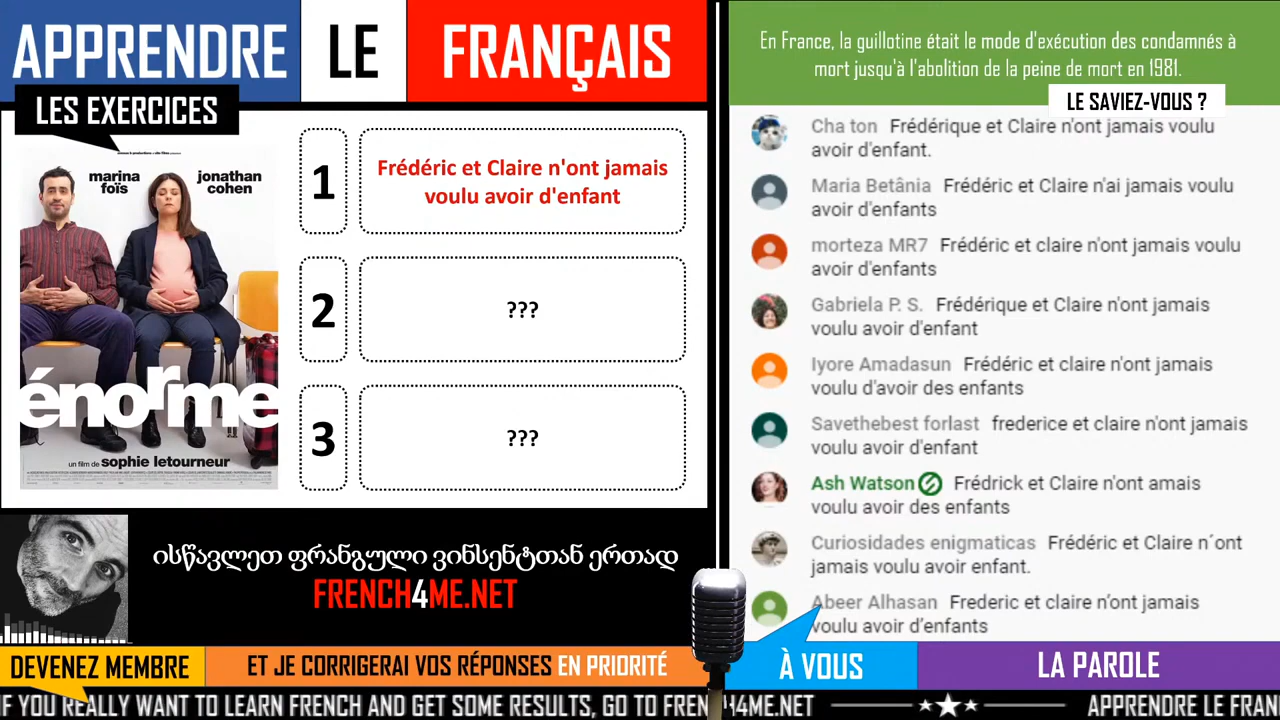 APPRENDRE LE FRANÇAIS
LES EXERCICES
marina foïs
jonathan cohen
énorme
un film de sophie letourneur
1
Frédéric et Claire n'ont jamais
voulu avoir d'enfant
2
???
3
???
ისწავლეთ ფრანგული ვინსენტთან ერთად
FRENCH4ME.NET
DEVENEZ MEMBRE
ET JE CORRIGERAI VOS RÉPONSES EN PRIORITÉ
En France, la guillotine était le mode d'exécution des condamnés à
mort jusqu'à l'abolition de la peine de mort en 1981.
LE SAVIEZ-VOUS ?
Cha ton Frédérique et Claire n'ont jamais voulu
avoir d'enfant.
Maria Betânia Frédéric et Claire n'ai jamais voulu
avoir d'enfants
morteza MR7 Frédéric et claire n'ont jamais voulu
avoir d'enfants
Gabriela P. S. Frédérique et Claire n'ont jamais
voulu avoir d'enfant
Iyore Amadasun Frédéric et claire n'ont jamais
voulu d'avoir des enfants
Savethebest forlast frederice et claire n'ont jamais
voulu avoir d'enfant
Ash Watson Frédrick et Claire n'ont amais
voulu avoir des enfants
Curiosidades enigmaticas Frédéric et Claire n´ont
jamais voulu avoir enfant.
Abeer Alhasan Frederic et claire n’ont jamais
voulu avoir d’enfants
À VOUS
LA PAROLE
IF YOU REALLY WANT TO LEARN FRENCH AND GET SOME RESULTS, GO TO FRENCH4ME.NET
APPRENDRE LE FRAN